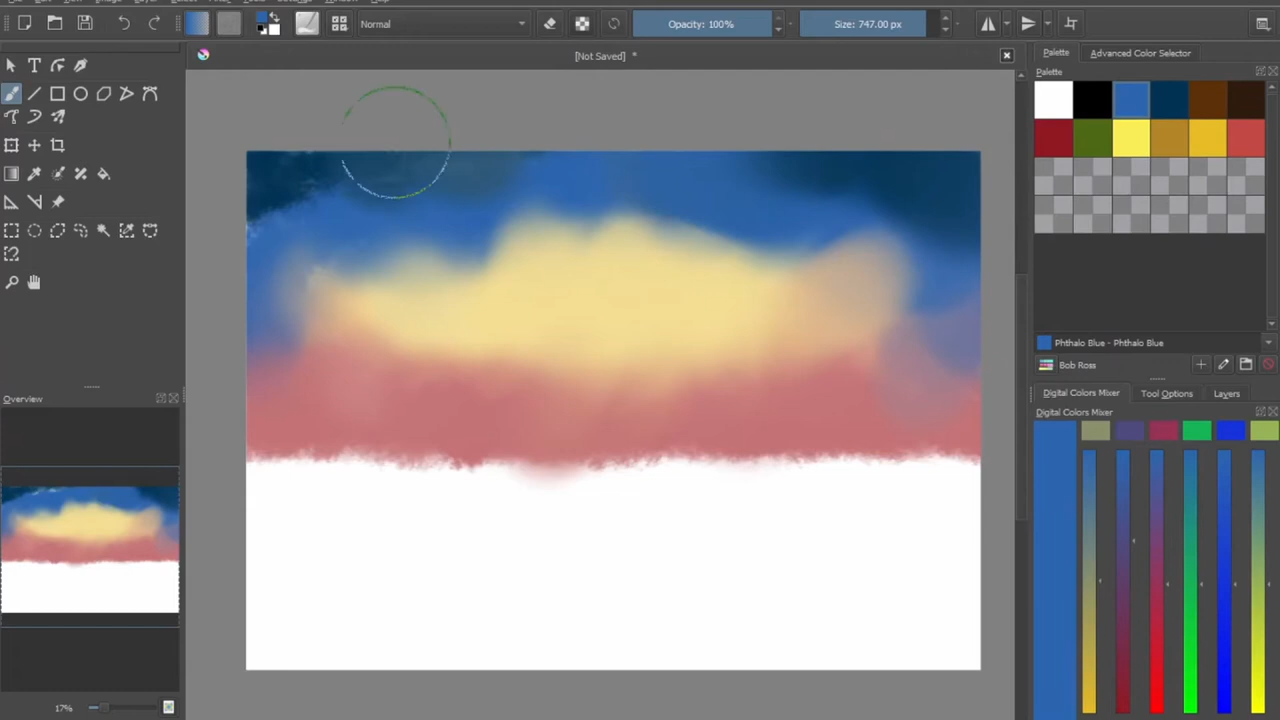 Normal
Opacity: 100%
Size: 747.00 px
[Not Saved] *
Palette
Advanced Color Selector
Palette
Phthalo Blue - Phthalo Blue
Bob Ross
Digital Colors Mixer
Tool Options
Layers
Digital Colors Mixer
Overview
17%